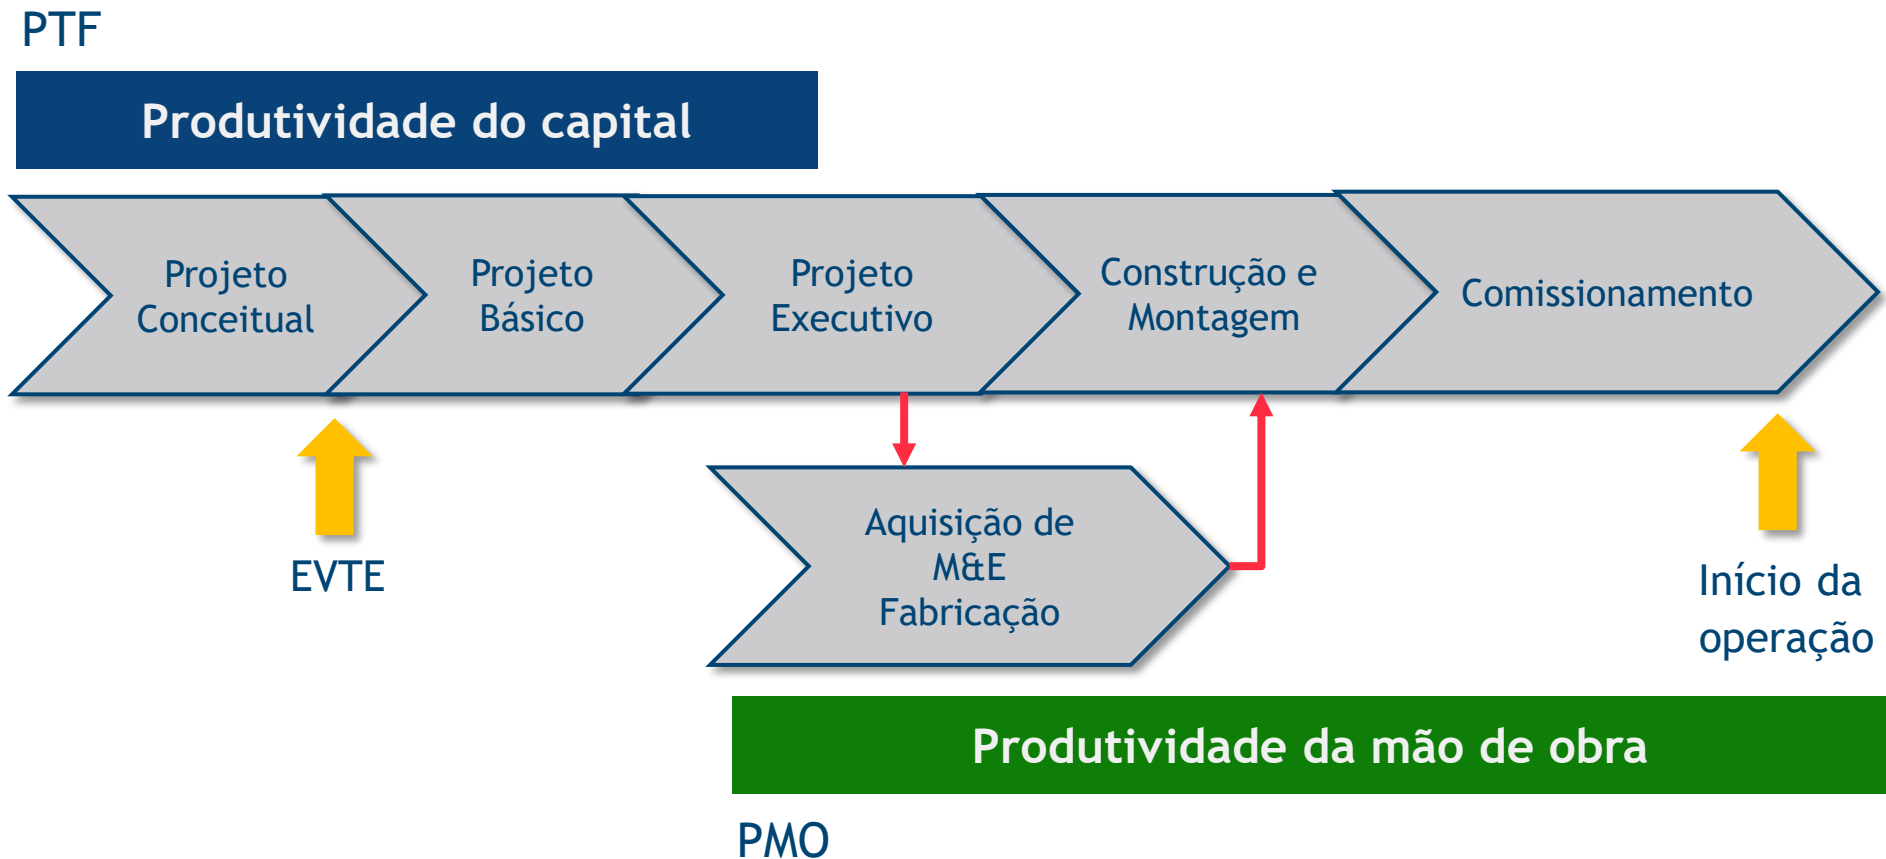 PTF
Produtividade do capital
Projeto
Conceitual
Projeto
Básico
Projeto
Executivo
Construção e
Montagem
Comissionamento
EVTE
Aquisição de
M&E
Fabricação
Início da
operação
Produtividade da mão de obra
PMO